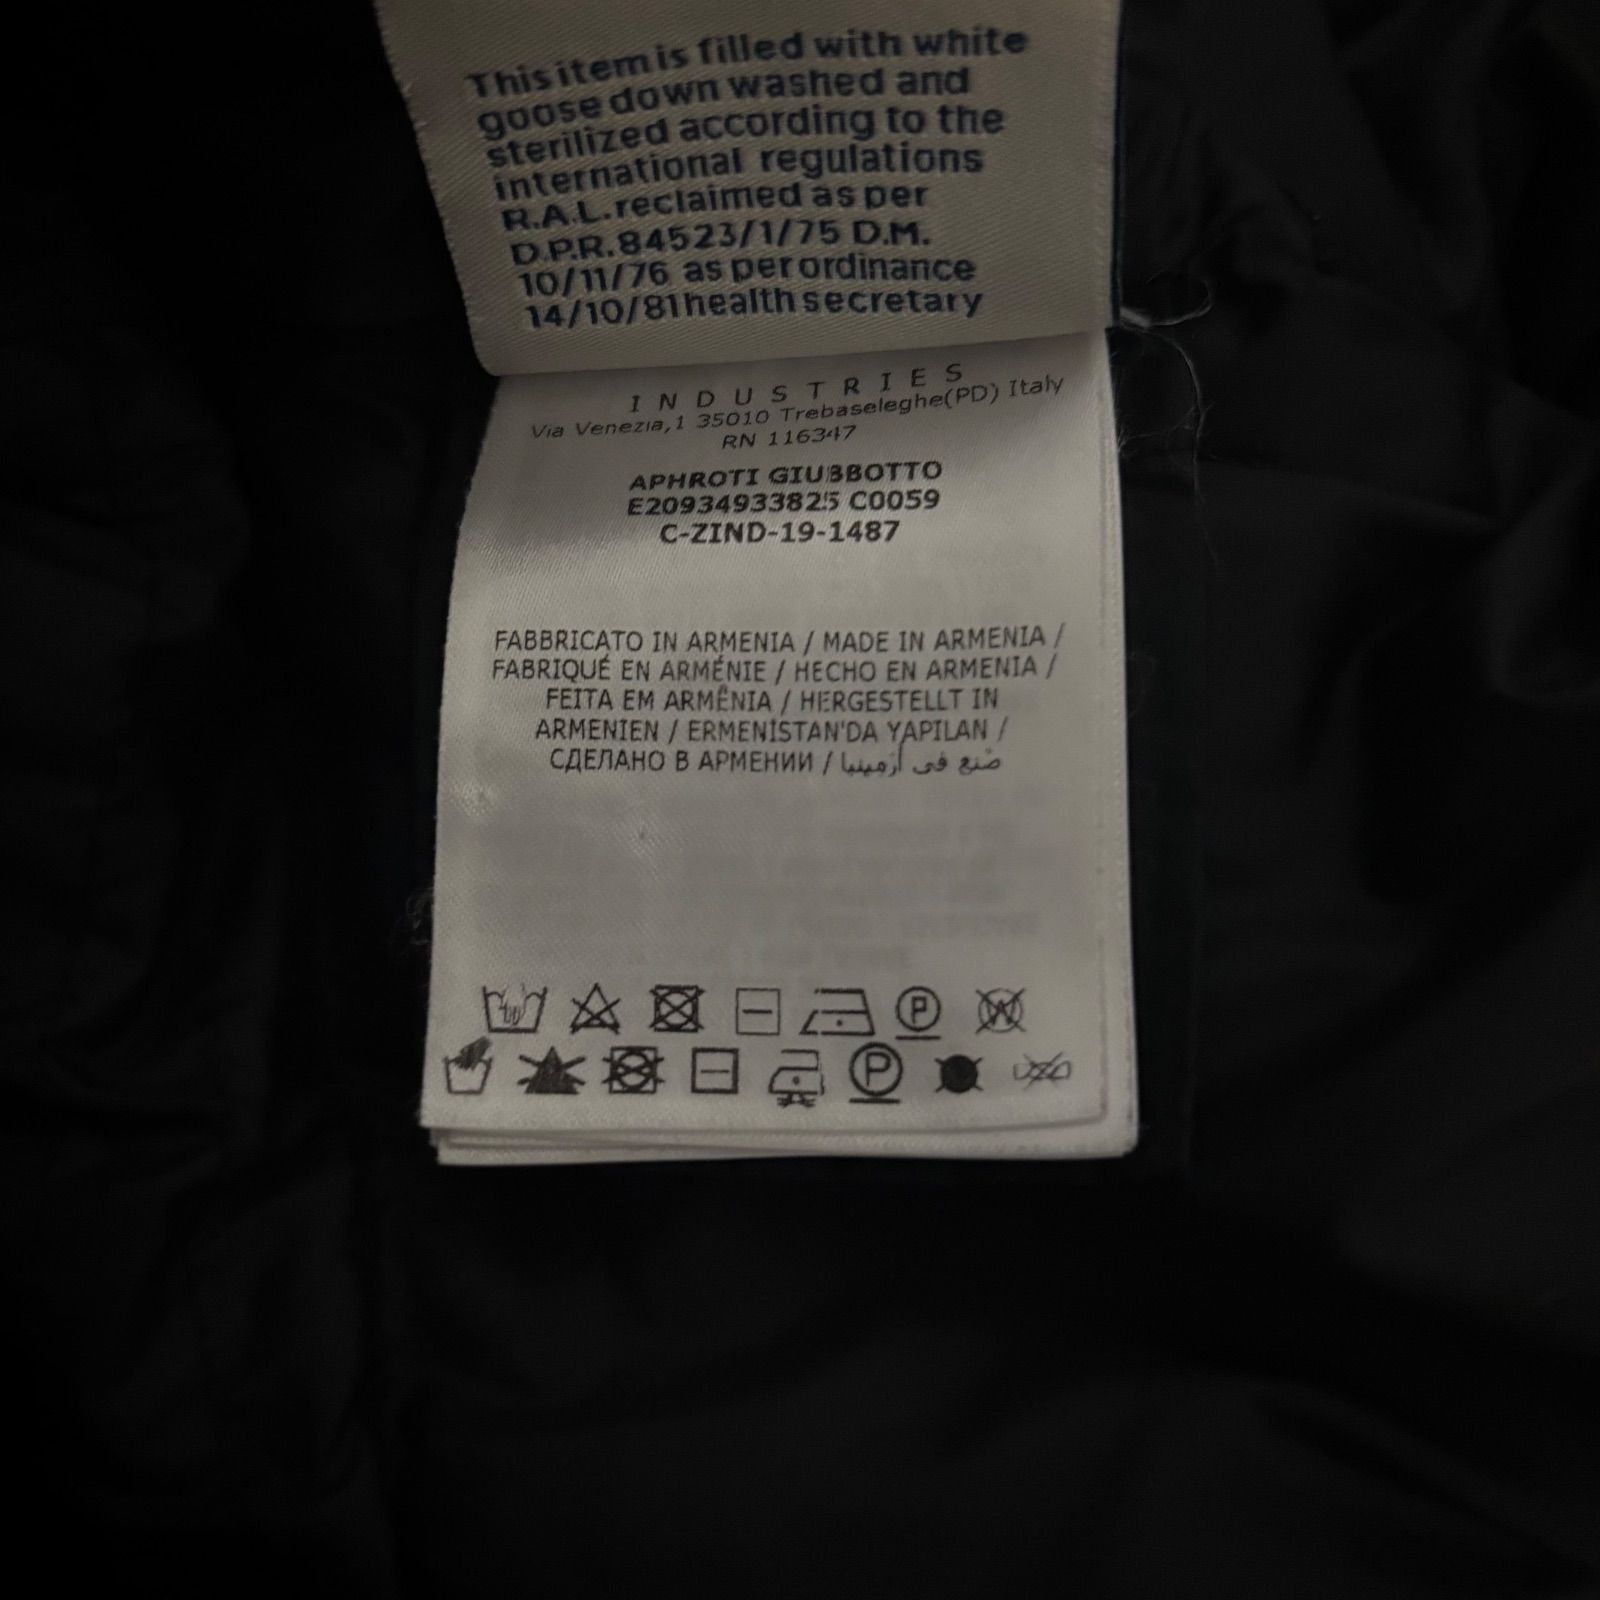 This item is filled with white
goose down washed and
sterilized according to the
international regulations
R.A.L. reclaimed as per
D.P.R. 84523/1/75 D.M.
10/11/76 as per ordinance
14/10/81 health secretary
INDUSTRIES
Via Venezia,1 35010 Trebaseleghe(PD) Italy
RN 116347
APHROTI GIUBBOTTO
E20934933825 C0059
C-ZIND-19-1487
FABBRICATO IN ARMENIA / MADE IN ARMENIA /
FABRIQUÉ EN ARMÉNIE / HECHO EN ARMENIA /
FEITA EM ARMÊNIA / HERGESTELLT IN
ARMENIEN / ERMENİSTAN'DA YAPILAN /
СДЕЛАНО В АРМЕНИИ / صُنع في أرمينيا
P W
P